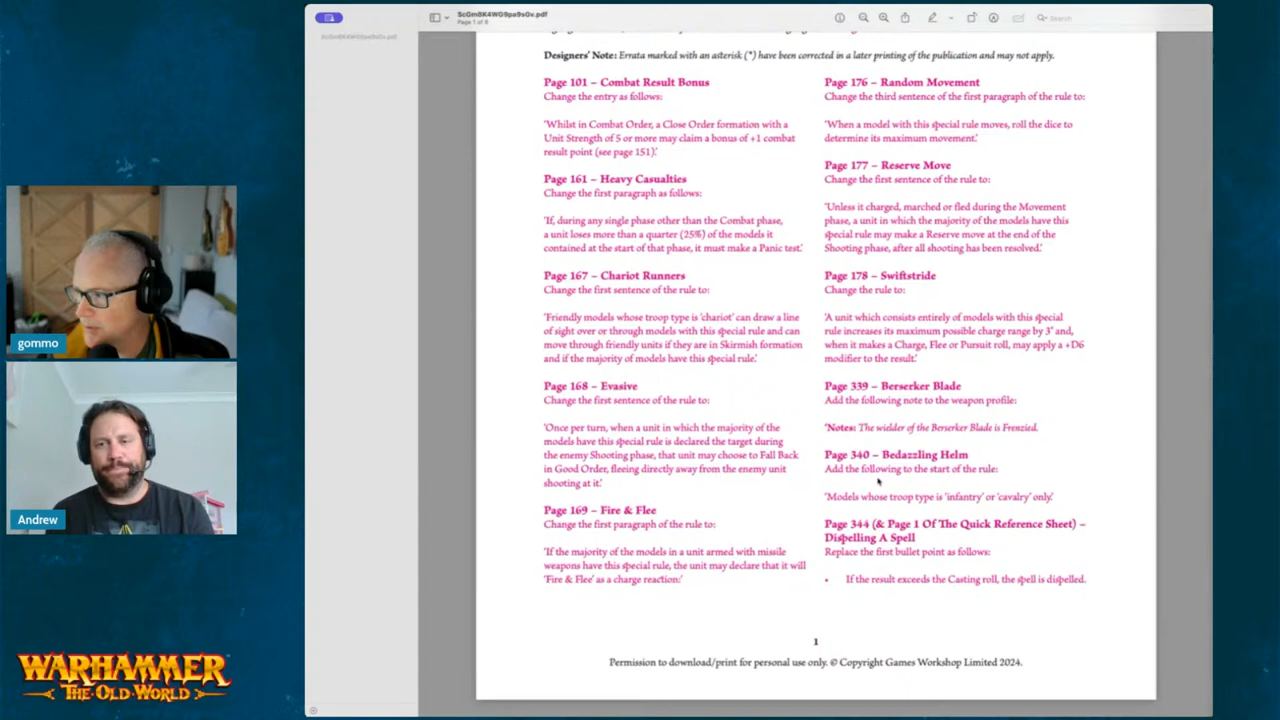 ScGm8K4WG9pa9sGv.pdf
Page 1 of 8
Search
ScGm8K4WG9pa9sGv.pdf
Designers' Note: Errata marked with an asterisk (*) have been corrected in a later printing of the publication and may not apply.
Page 101 – Combat Result Bonus
Change the entry as follows:
'Whilst in Combat Order, a Close Order formation with a
Unit Strength of 5 or more may claim a bonus of +1 combat
result point (see page 151).'
Page 161 – Heavy Casualties
Change the first paragraph as follows:
'If, during any single phase other than the Combat phase,
a unit loses more than a quarter (25%) of the models it
contained at the start of that phase, it must make a Panic test.'
Page 167 – Chariot Runners
Change the first sentence of the rule to:
'Friendly models whose troop type is 'chariot' can draw a line
of sight over or through models with this special rule and can
move through friendly units if they are in Skirmish formation
and if the majority of models have this special rule.'
Page 168 – Evasive
Change the first sentence of the rule to:
'Once per turn, when a unit in which the majority of the
models have this special rule is declared the target during
the enemy Shooting phase, that unit may choose to Fall Back
in Good Order, fleeing directly away from the enemy unit
shooting at it.'
Page 169 – Fire & Flee
Change the first paragraph of the rule to:
'If the majority of the models in a unit armed with missile
weapons have this special rule, the unit may declare that it will
'Fire & Flee' as a charge reaction:'
Page 176 – Random Movement
Change the third sentence of the first paragraph of the rule to:
'When a model with this special rule moves, roll the dice to
determine its maximum movement.'
Page 177 – Reserve Move
Change the first sentence of the rule to:
'Unless it charged, marched or fled during the Movement
phase, a unit in which the majority of the models have this
special rule may make a Reserve move at the end of the
Shooting phase, after all shooting has been resolved.'
Page 178 – Swiftstride
Change the rule to:
'A unit which consists entirely of models with this special
rule increases its maximum possible charge range by 3" and,
when it makes a Charge, Flee or Pursuit roll, may apply a +D6
modifier to the result.'
Page 339 – Berserker Blade
Add the following note to the weapon profile:
'Notes: The wielder of the Berserker Blade is Frenzied.
Page 340 – Bedazzling Helm
Add the following to the start of the rule:
'Models whose troop type is 'infantry' or 'cavalry' only.'
Page 344 (& Page 1 Of The Quick Reference Sheet) –
Dispelling A Spell
Replace the first bullet point as follows:
• If the result exceeds the Casting roll, the spell is dispelled.
1
Permission to download/print for personal use only. © Copyright Games Workshop Limited 2024.
gommo
Andrew
WARHAMMER
THE OLD WORLD